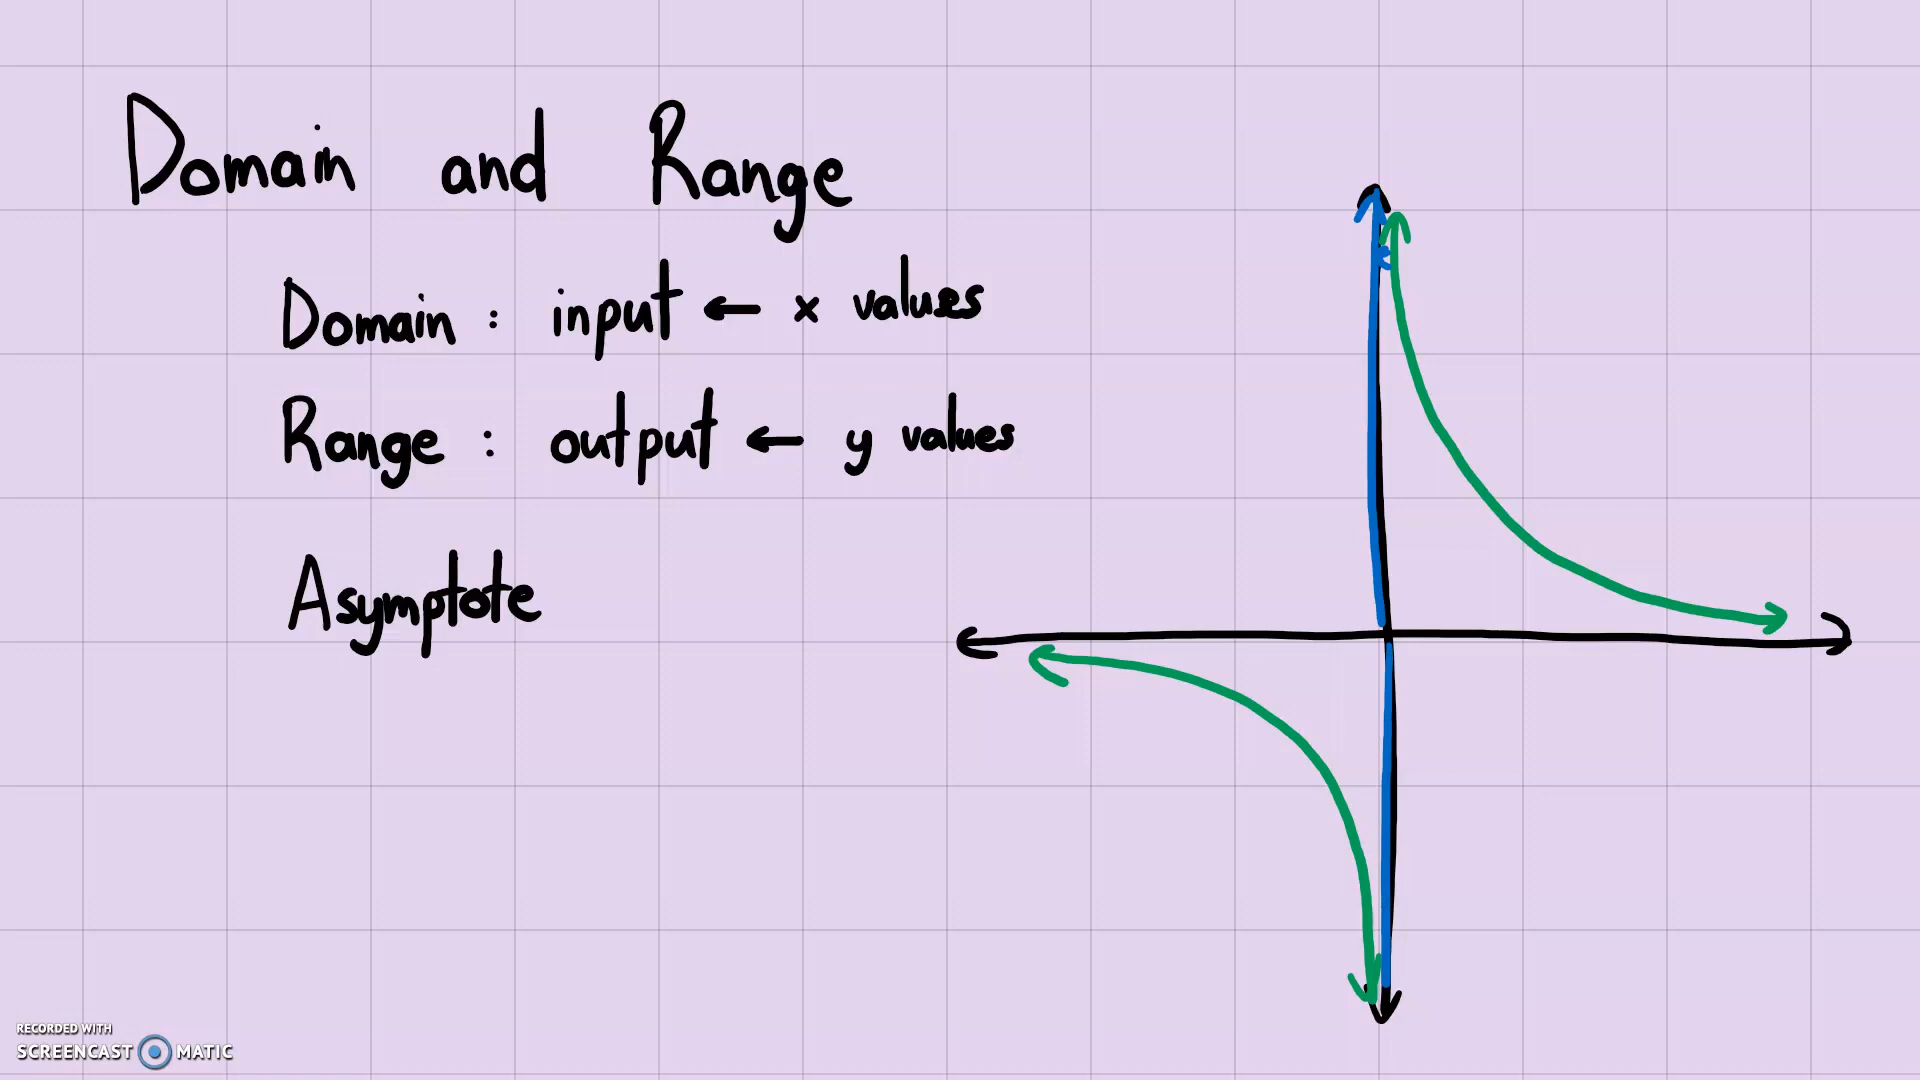 Domain and Range
Domain : input ← x values
Range : output ← y values
Asymptote
RECORDED WITH
SCREENCAST MATIC